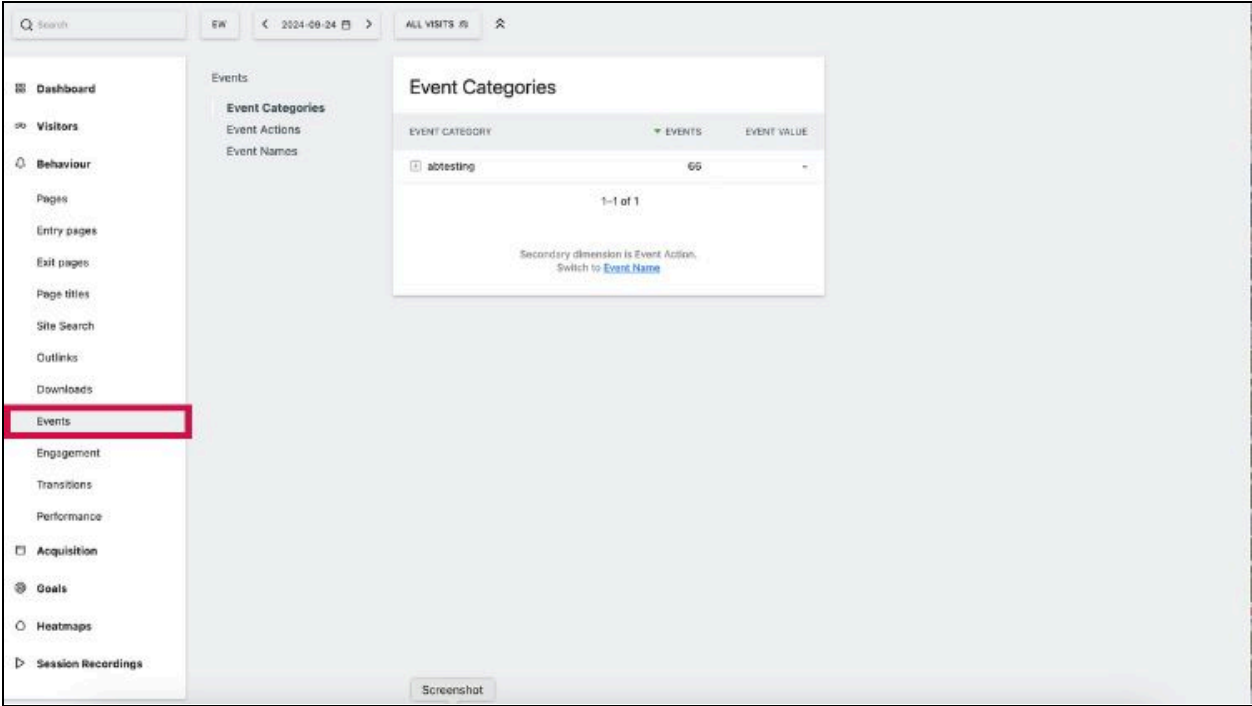 Search
EW
2024-09-24
ALL VISITS
Dashboard
Visitors
Behaviour
Pages
Entry pages
Exit pages
Page titles
Site Search
Outlinks
Downloads
Events
Engagement
Transitions
Performance
Acquisition
Goals
Heatmaps
Session Recordings
Events
Event Categories
Event Actions
Event Names
Event Categories
EVENT CATEGORY EVENTS EVENT VALUE
abtesting 66 -
1–1 of 1
Secondary dimension is Event Action.
Switch to Event Name
Screenshot